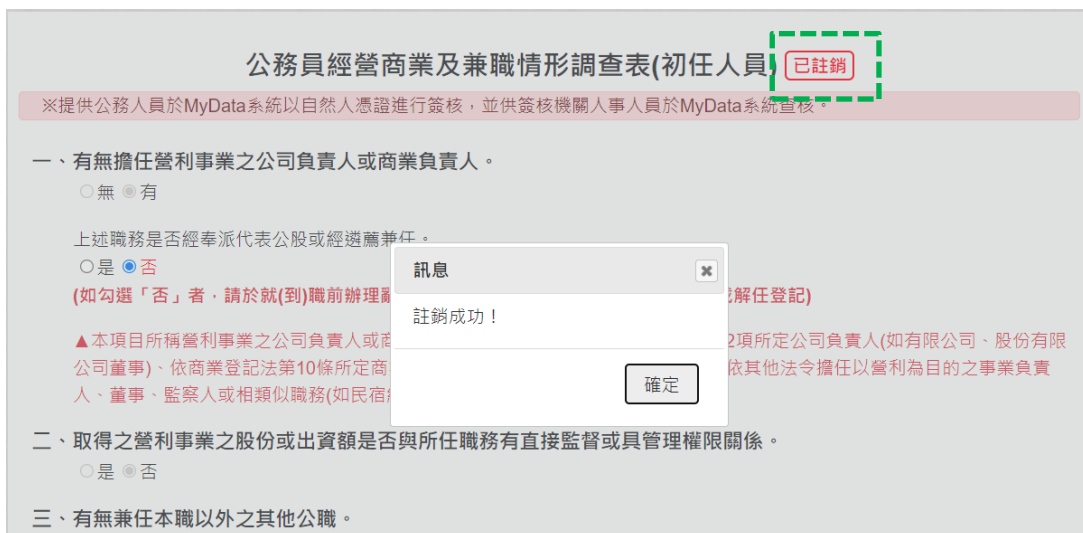 公務員經營商業及兼職情形調查表(初任人員) 已註銷
※提供公務人員於MyData系統以自然人憑證進行簽核，並供簽核機關人事人員於MyData系統查核。
一、有無擔任營利事業之公司負責人或商業負責人。
無 有
上述職務是否經奉派代表公股或經遴薦兼任。
是 否
(如勾選「否」者，請於就(到)職前辦理 解任登記)
▲本項目所稱營利事業之公司負責人或商 2項所定公司負責人(如有限公司、股份有限
公司董事)、依商業登記法第10條所定商 依其他法令擔任以營利為目的之事業負責
人、董事、監察人或相類似職務(如民宿
訊息
註銷成功！
確定
二、取得之營利事業之股份或出資額是否與所任職務有直接監督或具管理權限關係。
是 否
三、有無兼任本職以外之其他公職。